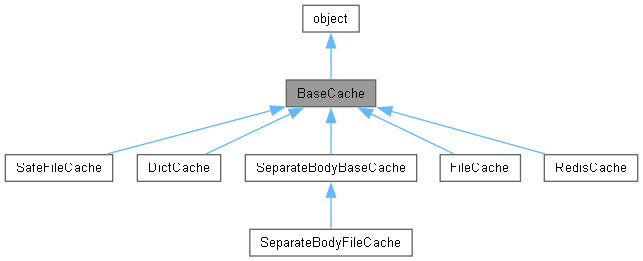 object
BaseCache
SafeFileCache
DictCache
SeparateBodyBaseCache
FileCache
RedisCache
SeparateBodyFileCache